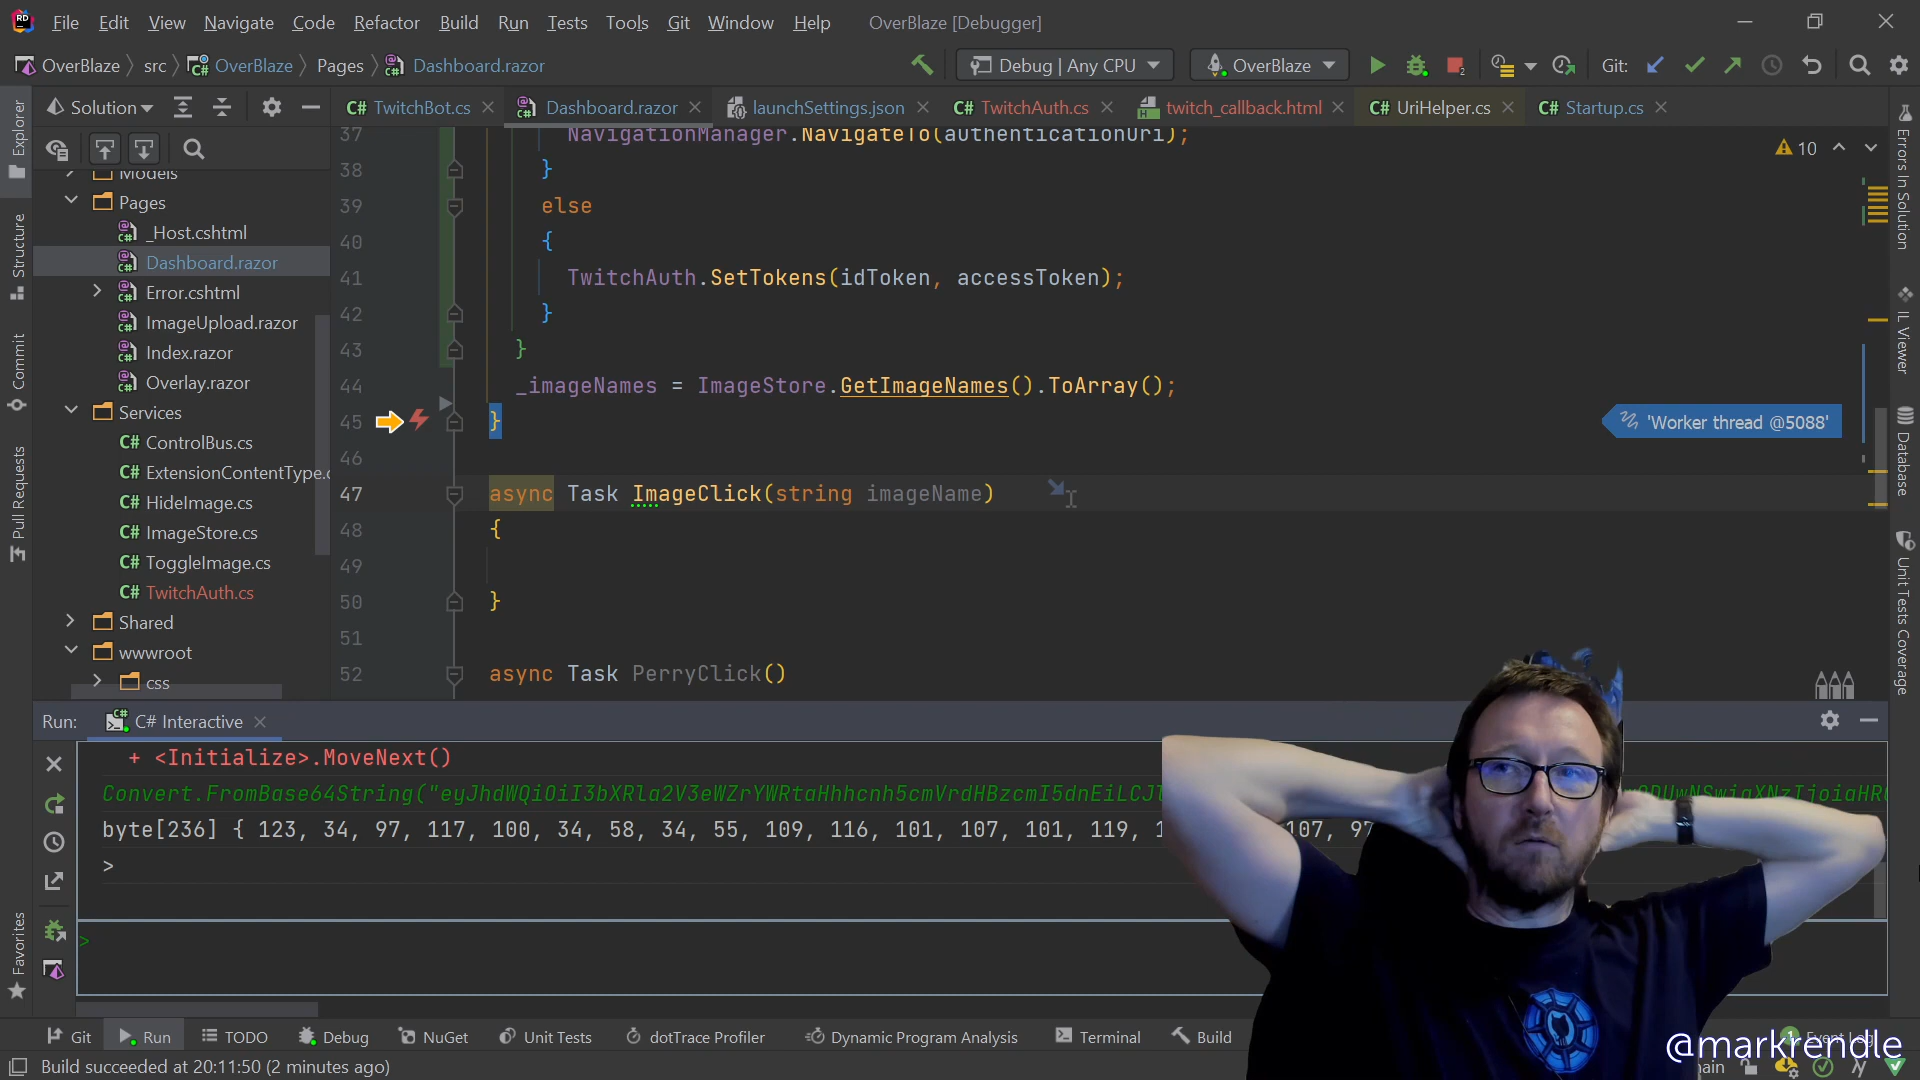 File Edit View Navigate Code Refactor Build Run Tests Tools Git Window Help OverBlaze [Debugger]
OverBlaze src OverBlaze Pages Dashboard.razor Debug | Any CPU OverBlaze Git:
Solution TwitchBot.cs Dashboard.razor launchSettings.json TwitchAuth.cs twitch_callback.html UriHelper.cs Startup.cs
Explorer
Structure
Commit
Pull Requests
Favorites
Models
Pages
_Host.cshtml
Dashboard.razor
Error.cshtml
ImageUpload.razor
Index.razor
Overlay.razor
Services
C# ControlBus.cs
C# ExtensionContentType.c
C# HideImage.cs
C# ImageStore.cs
C# ToggleImage.cs
C# TwitchAuth.cs
Shared
wwwroot
css
37 NavigationManager.NavigateTo(authenticationUri);
10
38 }
39 else
40 {
41 TwitchAuth.SetTokens(idToken, accessToken);
42 }
43 }
44 _imageNames = ImageStore.GetImageNames().ToArray();
45 } 'Worker thread @5088'
46
47 async Task ImageClick(string imageName)
48 {
49
50 }
51
52 async Task PerryClick()
Errors In Solution
IL Viewer
Database
Unit Tests Coverage
Run: C# Interactive
+ <Initialize>.MoveNext()
byte[236] { 123, 34, 97, 117, 100, 34, 58, 34, 55, 109, 116, 101, 107, 101, 119,
>
>
Git Run TODO Debug NuGet Unit Tests dotTrace Profiler Dynamic Program Analysis Terminal Build
@markrendle
Build succeeded at 20:11:50 (2 minutes ago)